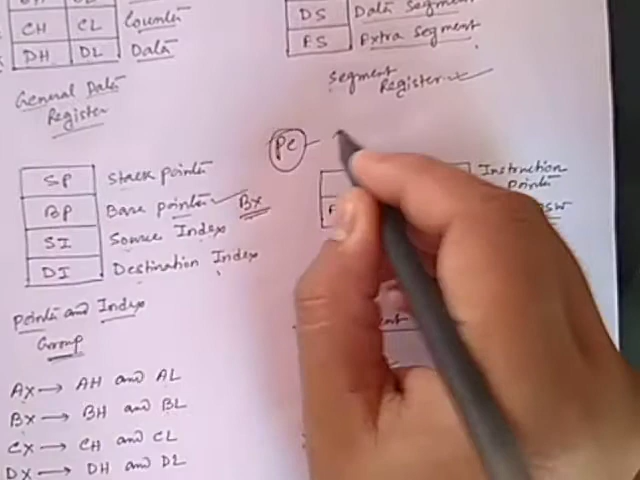 CH CL Counter
DH DL Data
General Data
Register
DS Data Segment
ES Extra Segment
Segment
Register
PC
SP Stack pointer
BP Base pointer BX
SI Source Index
DI Destination Index
Pointer and Index
Group
Instruction
Pointer
PSW
AX → AH and AL
BX → BH and BL
CX → CH and CL
DX → DH and DL